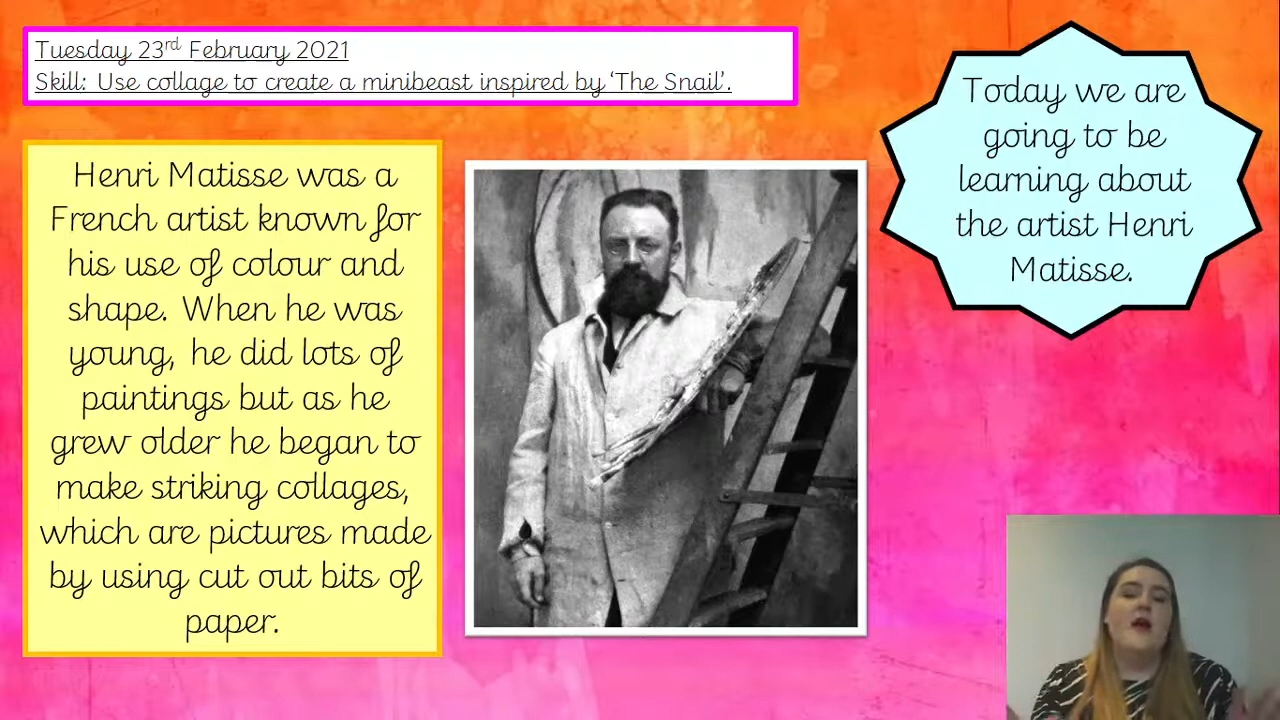 Tuesday 23rd February 2021
Skill: Use collage to create a minibeast inspired by ‘The Snail’.
Henri Matisse was a
French artist known for
his use of colour and
shape. When he was
young, he did lots of
paintings but as he
grew older he began to
make striking collages,
which are pictures made
by using cut out bits of
paper.
Today we are
going to be
learning about
the artist Henri
Matisse.